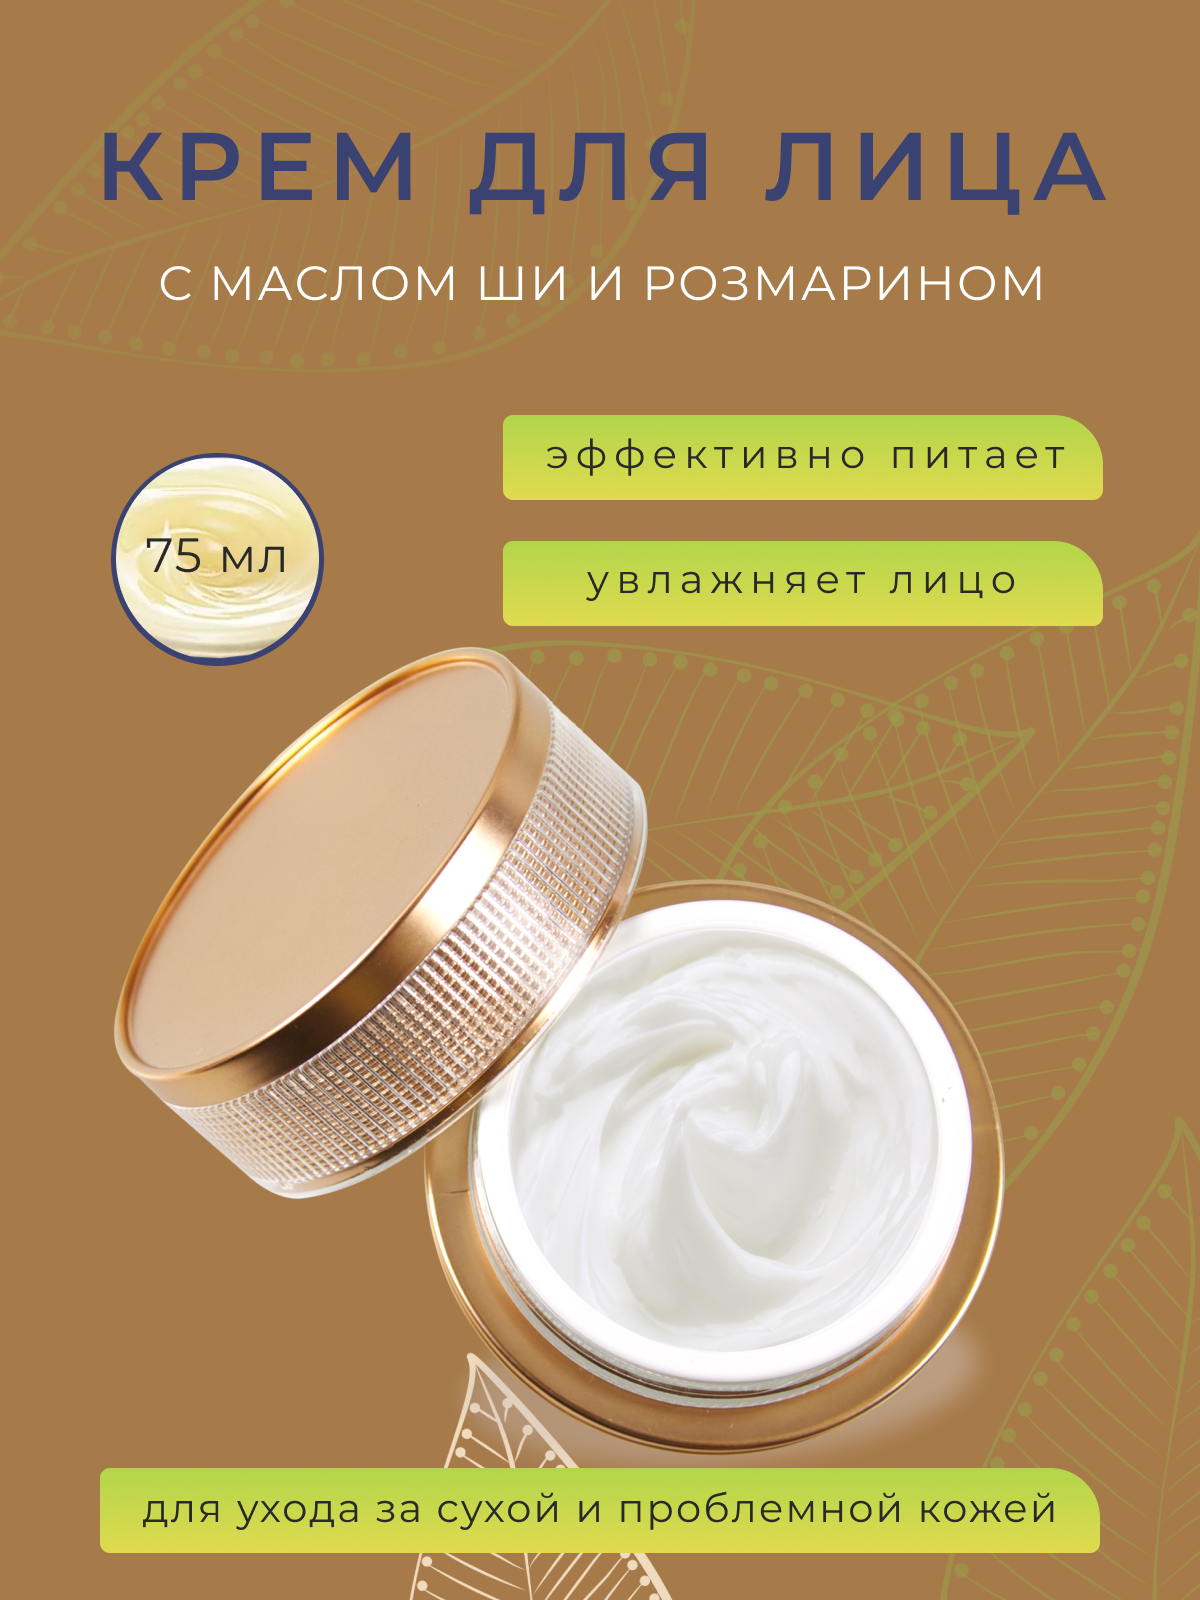 КРЕМ ДЛЯ ЛИЦА
С МАСЛОМ ШИ И РОЗМАРИНОМ
эффективно питает
75 мл
увлажняет лицо
для ухода за сухой и проблемной кожей